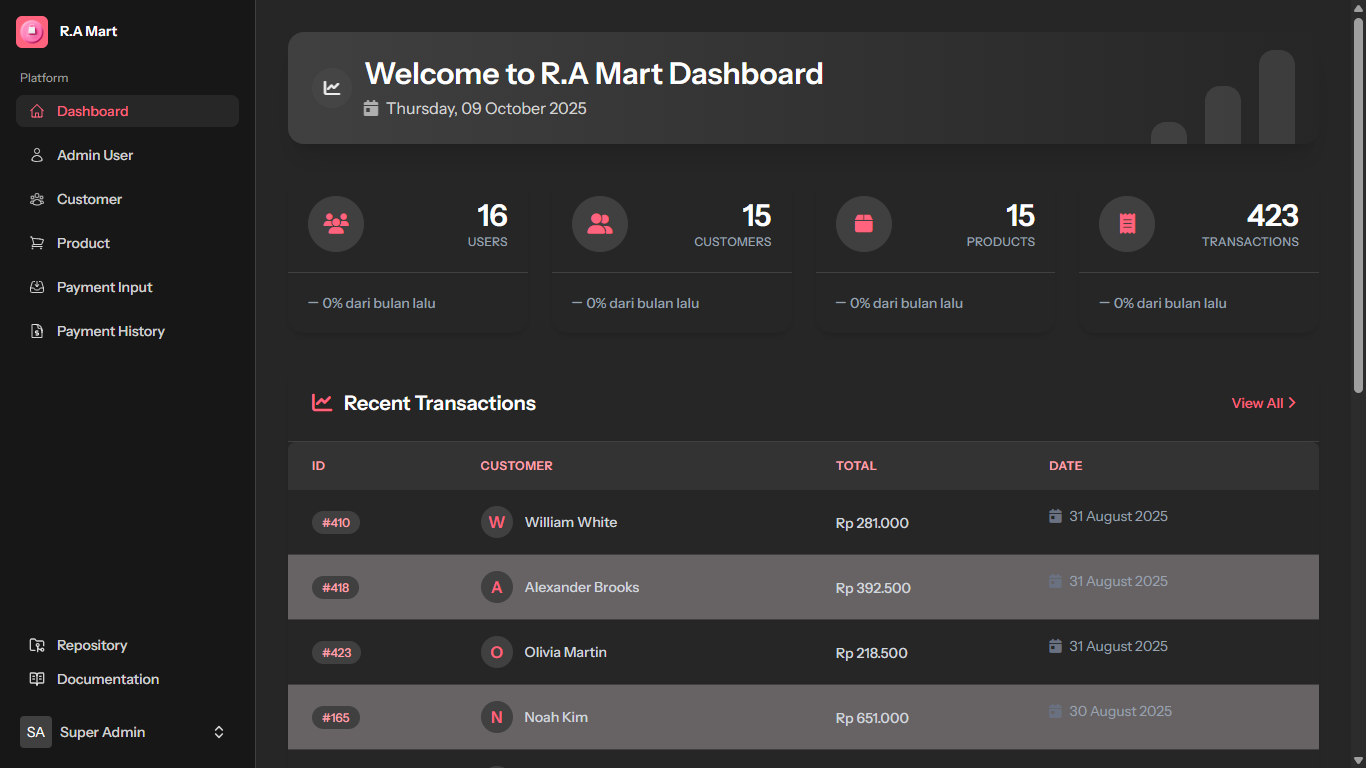 R.A Mart
Platform
Dashboard
Admin User
Customer
Product
Payment Input
Payment History
Repository
Documentation
SA Super Admin
Welcome to R.A Mart Dashboard
Thursday, 09 October 2025
16
USERS
— 0% dari bulan lalu
15
CUSTOMERS
— 0% dari bulan lalu
15
PRODUCTS
— 0% dari bulan lalu
423
TRANSACTIONS
— 0% dari bulan lalu
Recent Transactions View All
ID CUSTOMER TOTAL DATE
#410 W William White Rp 281.000 31 August 2025
#418 A Alexander Brooks Rp 392.500 31 August 2025
#423 O Olivia Martin Rp 218.500 31 August 2025
#165 N Noah Kim Rp 651.000 30 August 2025